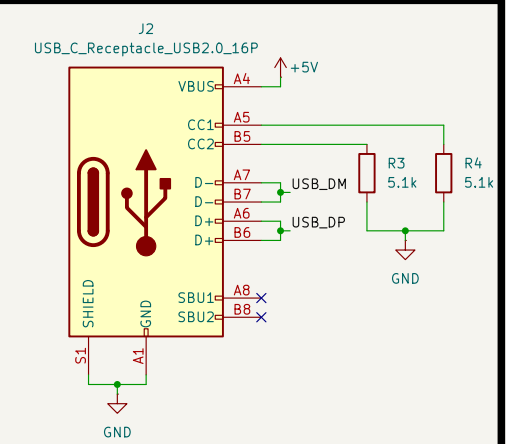 J2
USB_C_Receptacle_USB2.0_16P
VBUS A4 +5V
CC1 A5
CC2 B5
R3 R4
5.1k 5.1k
D- A7 USB_DM
D- B7
D+ A6 USB_DP
D+ B6
GND
SBU1 A8
SBU2 B8
SHIELD GND
S1 A1
GND